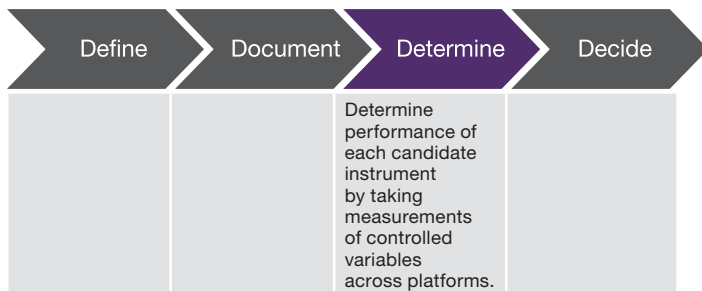 Define
Document
Determine
Decide
Determine
performance of
each candidate
instrument
by taking
measurements
of controlled
variables
across platforms.